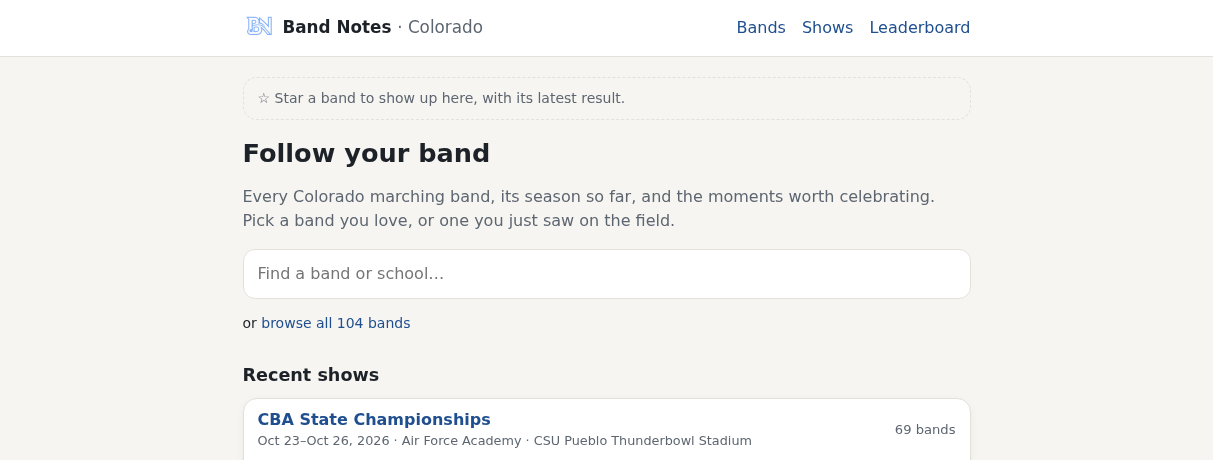 BN Band Notes · Colorado
Bands Shows Leaderboard
☆ Star a band to show up here, with its latest result.
Follow your band
Every Colorado marching band, its season so far, and the moments worth celebrating.
Pick a band you love, or one you just saw on the field.
Find a band or school…
or browse all 104 bands
Recent shows
CBA State Championships
69 bands
Oct 23–Oct 26, 2026 · Air Force Academy · CSU Pueblo Thunderbowl Stadium